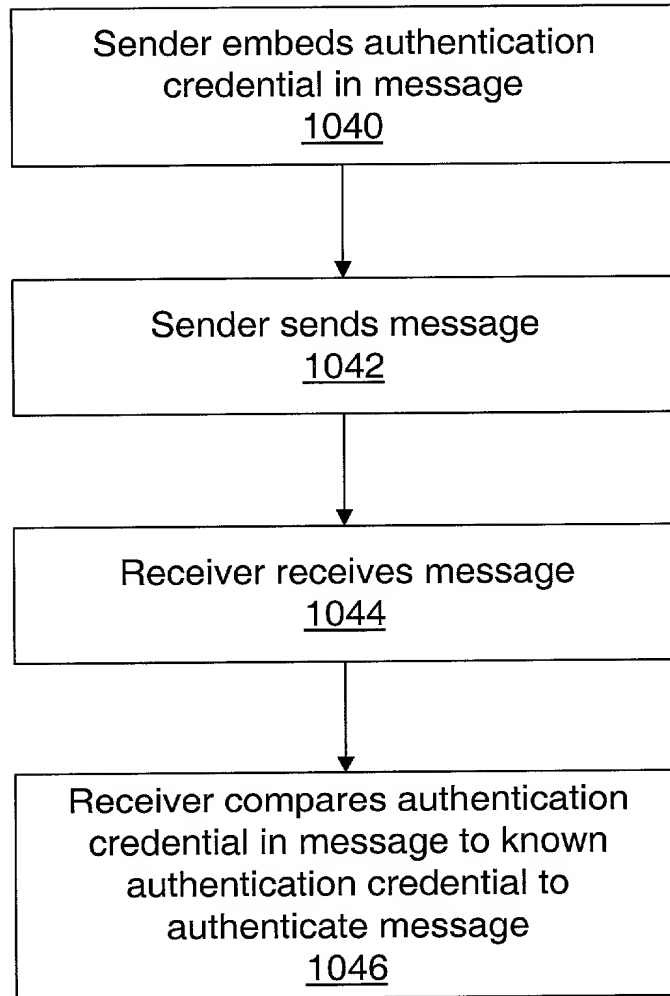 Sender embeds authentication
credential in message
1040
Sender sends message
1042
Receiver receives message
1044
Receiver compares authentication
credential in message to known
authentication credential to
authenticate message
1046